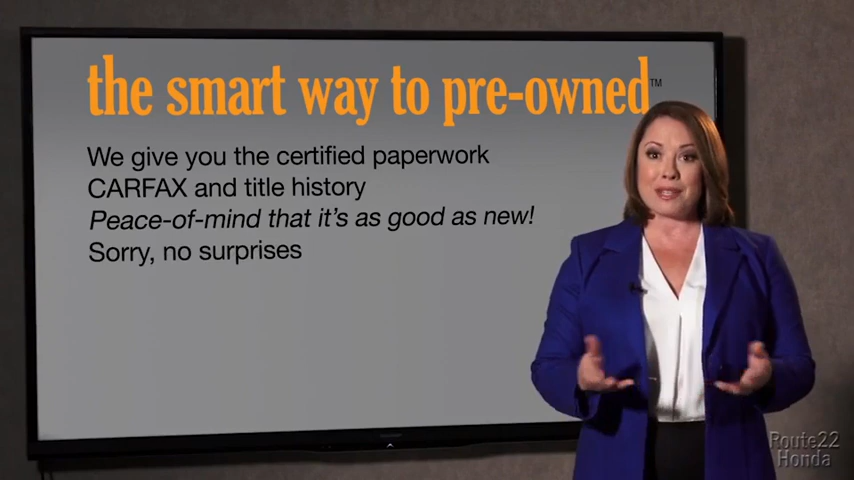 the smart way to pre-owned™
We give you the certified paperwork
CARFAX and title history
Peace-of-mind that it's as good as new!
Sorry, no surprises
Route22
Honda